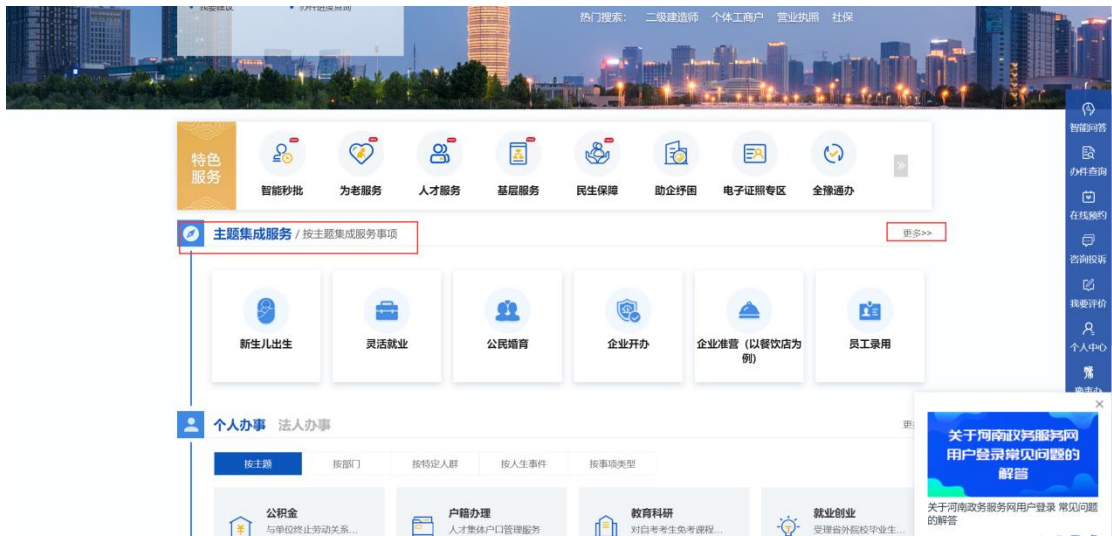 办件进度查询
热门搜索： 二级建造师 个体工商户 营业执照 社保
特色
服务
智能秒批 为老服务 人才服务 基层服务 民生保障 助企纾困 电子证照专区 全豫通办
主题集成服务 / 按主题集成服务事项
更多>>
新生儿出生 灵活就业 公民婚育 企业开办 企业准营（以餐饮店为
例） 员工录用
个人办事 法人办事
按主题 按部门 按特定人群 按人生事件 按事项类型
公积金
与单位终止劳动关系...
户籍办理
人才集体户口管理服务
教育科研
对自考考生免考课程...
就业创业
受理省外院校毕业生...
智能问答
办件查询
在线预约
咨询投诉
我要评价
个人中心
关于河南政务服务网
用户登录常见问题的
解答
关于河南政务服务网用户登录 常见问题
的解答